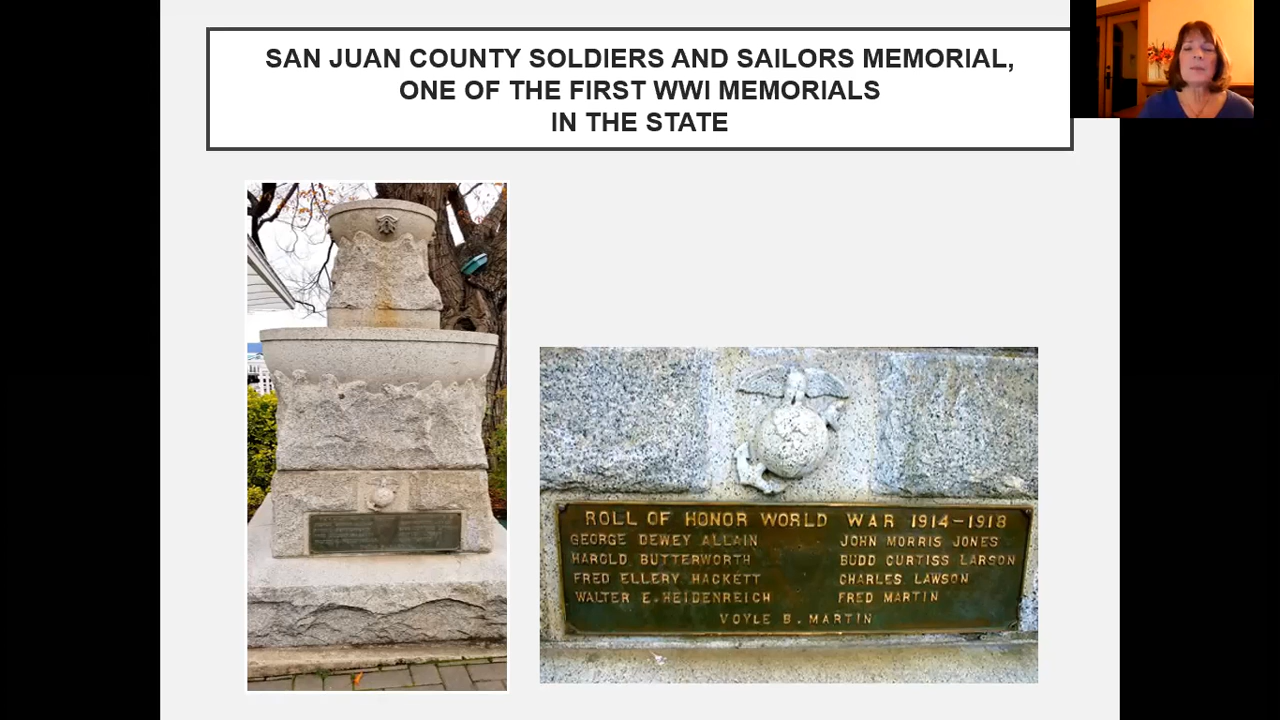 SAN JUAN COUNTY SOLDIERS AND SAILORS MEMORIAL,
ONE OF THE FIRST WWI MEMORIALS
IN THE STATE
ROLL OF HONOR WORLD WAR 1914-1918
GEORGE DEWEY ALLAIN JOHN MORRIS JONES
HAROLD BUTTERWORTH BUDD CURTISS LARSON
FRED ELLERY HACKETT CHARLES LAWSON
WALTER E. HEIDENREICH FRED MARTIN
VOYLE B. MARTIN